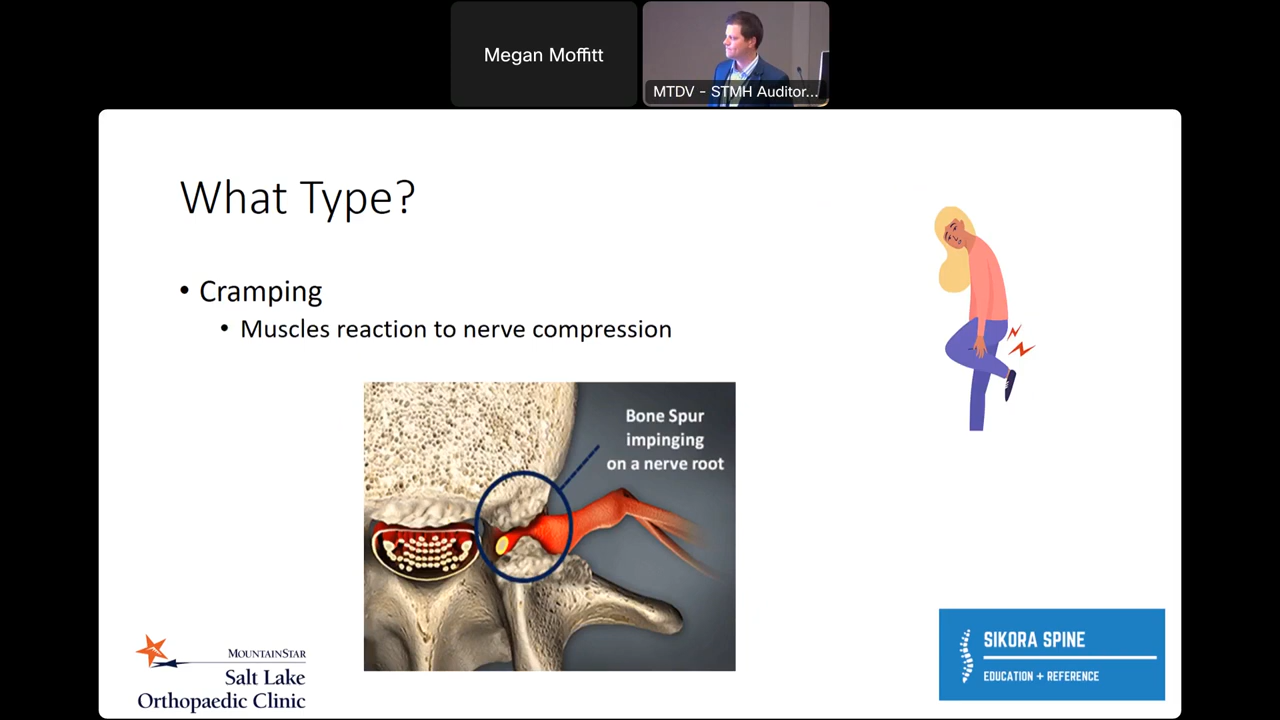 Megan Moffitt
MTDV - STMH Auditor...
What Type?
• Cramping
• Muscles reaction to nerve compression
Bone Spur
impinging
on a nerve root
MOUNTAINSTAR
Salt Lake
Orthopaedic Clinic
SIKORA SPINE
EDUCATION + REFERENCE